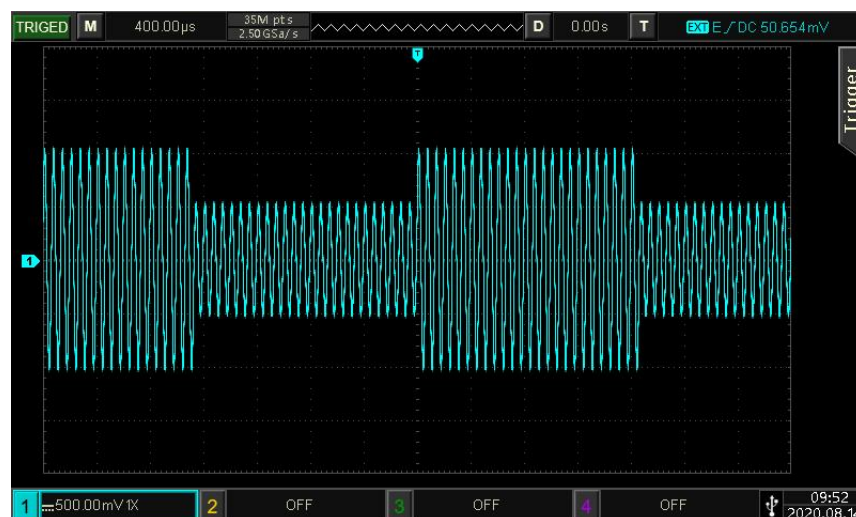 TRIGED M 400.00μs 35M pts D 0.00s T EXT E DC 50.654mV
2.50GSa/s
T
Trigger
1
1 500.00mV 1X 2 OFF 3 OFF 4 OFF 09:52
2020.08.14